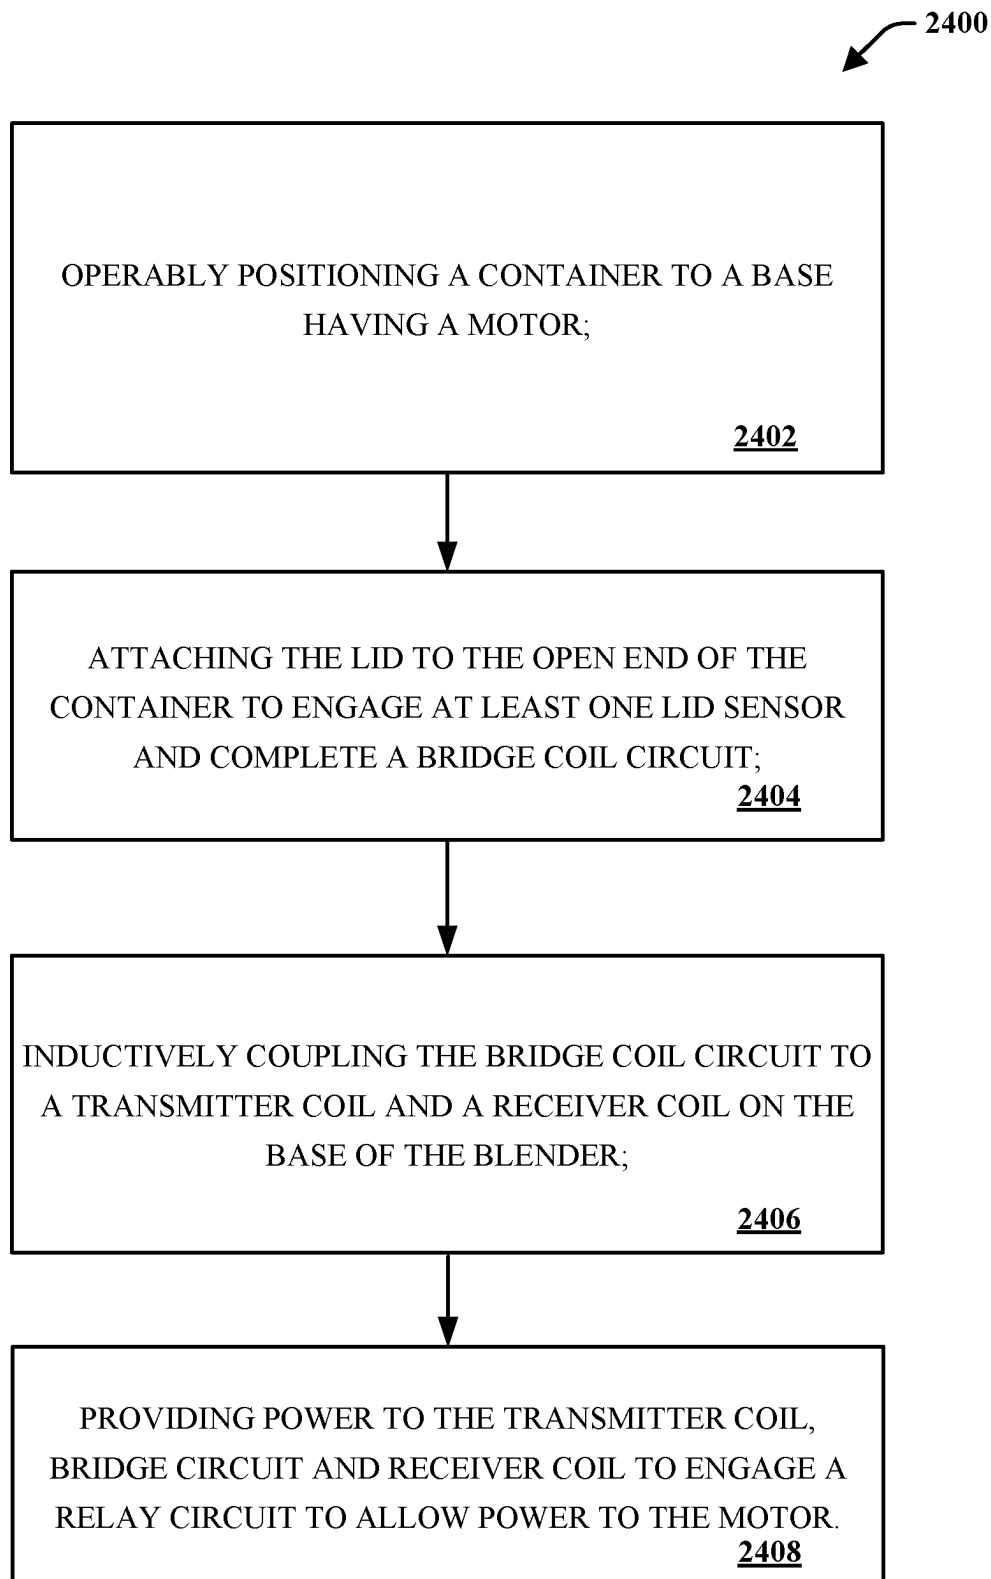 2400
OPERABLY POSITIONING A CONTAINER TO A BASE
HAVING A MOTOR;
2402
ATTACHING THE LID TO THE OPEN END OF THE
CONTAINER TO ENGAGE AT LEAST ONE LID SENSOR
AND COMPLETE A BRIDGE COIL CIRCUIT;
2404
INDUCTIVELY COUPLING THE BRIDGE COIL CIRCUIT TO
A TRANSMITTER COIL AND A RECEIVER COIL ON THE
BASE OF THE BLENDER;
2406
PROVIDING POWER TO THE TRANSMITTER COIL,
BRIDGE CIRCUIT AND RECEIVER COIL TO ENGAGE A
RELAY CIRCUIT TO ALLOW POWER TO THE MOTOR.
2408